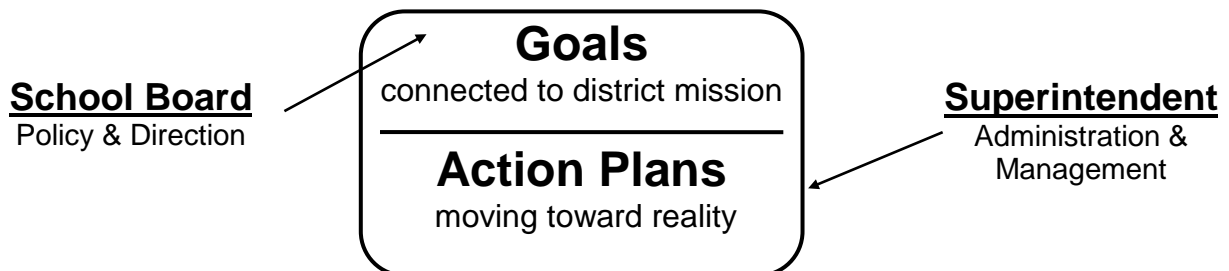 School Board
Policy & Direction
Goals
connected to district mission
Action Plans
moving toward reality
Superintendent
Administration &
Management